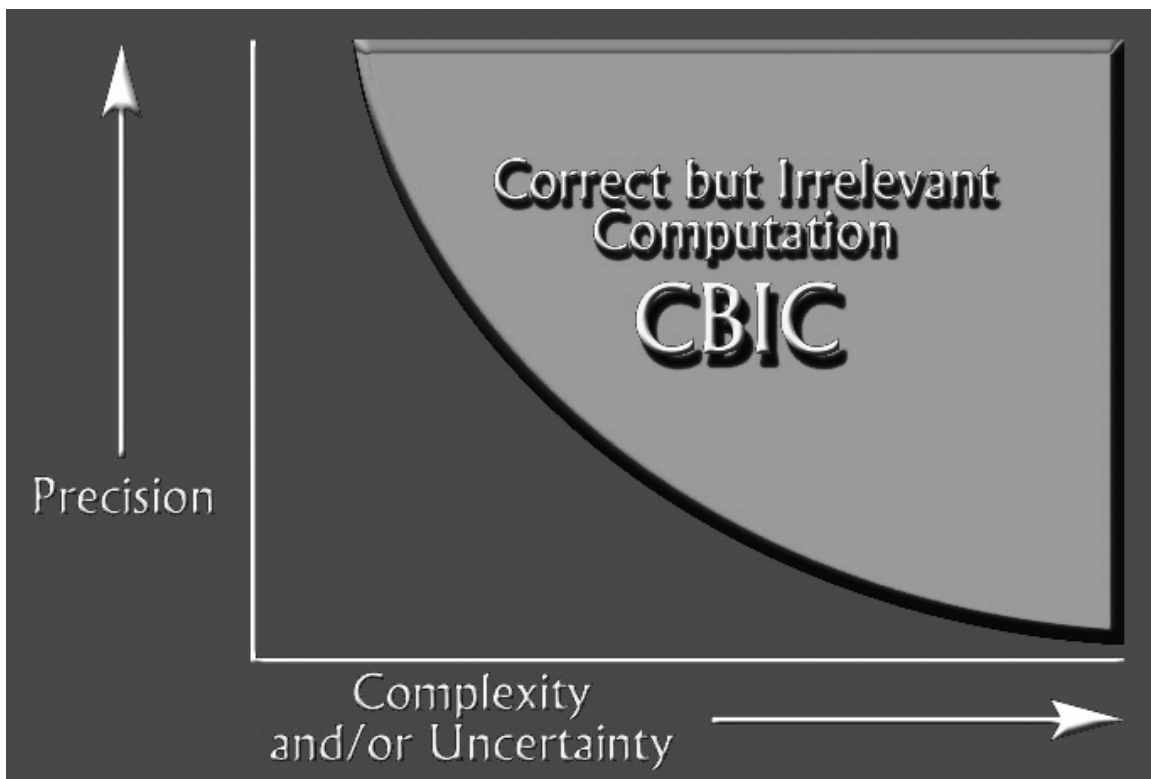 Correct but Irrelevant
Computation
CBIC
Precision
Complexity
and/or Uncertainty